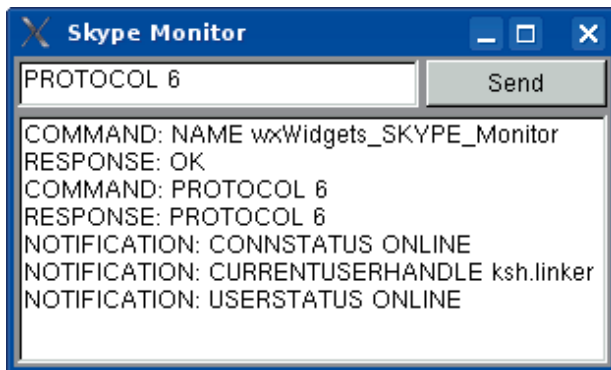 Skype Monitor
PROTOCOL 6
Send
COMMAND: NAME wxWidgets_SKYPE_Monitor
RESPONSE: OK
COMMAND: PROTOCOL 6
RESPONSE: PROTOCOL 6
NOTIFICATION: CONNSTATUS ONLINE
NOTIFICATION: CURRENTUSERHANDLE ksh.linker
NOTIFICATION: USERSTATUS ONLINE